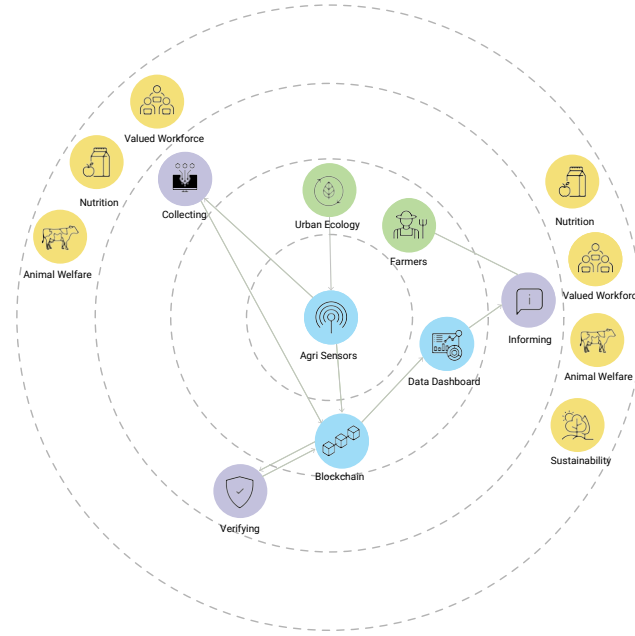 Valued Workforce
Nutrition
Collecting
Animal Welfare
Urban Ecology
Farmers
Nutrition
Valued Workforc
Agri Sensors
Informing
Data Dashboard
Animal Welfare
Sustainability
Blockchain
Verifying